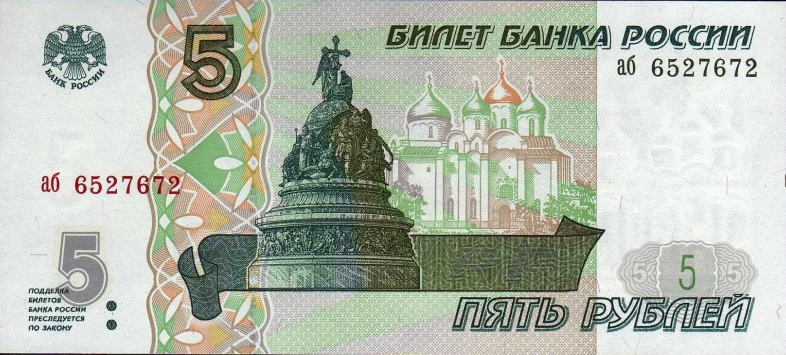 5
БИЛЕТ БАНКА РОССИИ
БАНК РОССИИ
аб 6527672
аб 6527672
5
ПОДДЕЛКА
БИЛЕТОВ
БАНКА РОССИИ
ПРЕСЛЕДУЕТСЯ
ПО ЗАКОНУ
5 5 5
ПЯТЬ РУБЛЕЙ